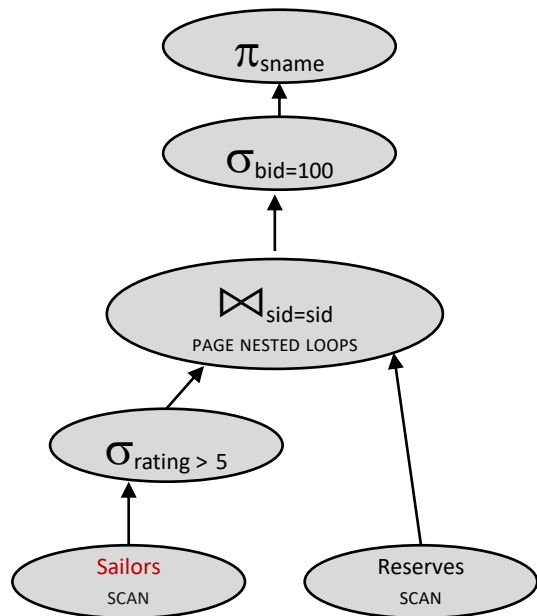 πsname
σbid=100
⋈sid=sid
PAGE NESTED LOOPS
σrating > 5
Sailors
SCAN
Reserves
SCAN